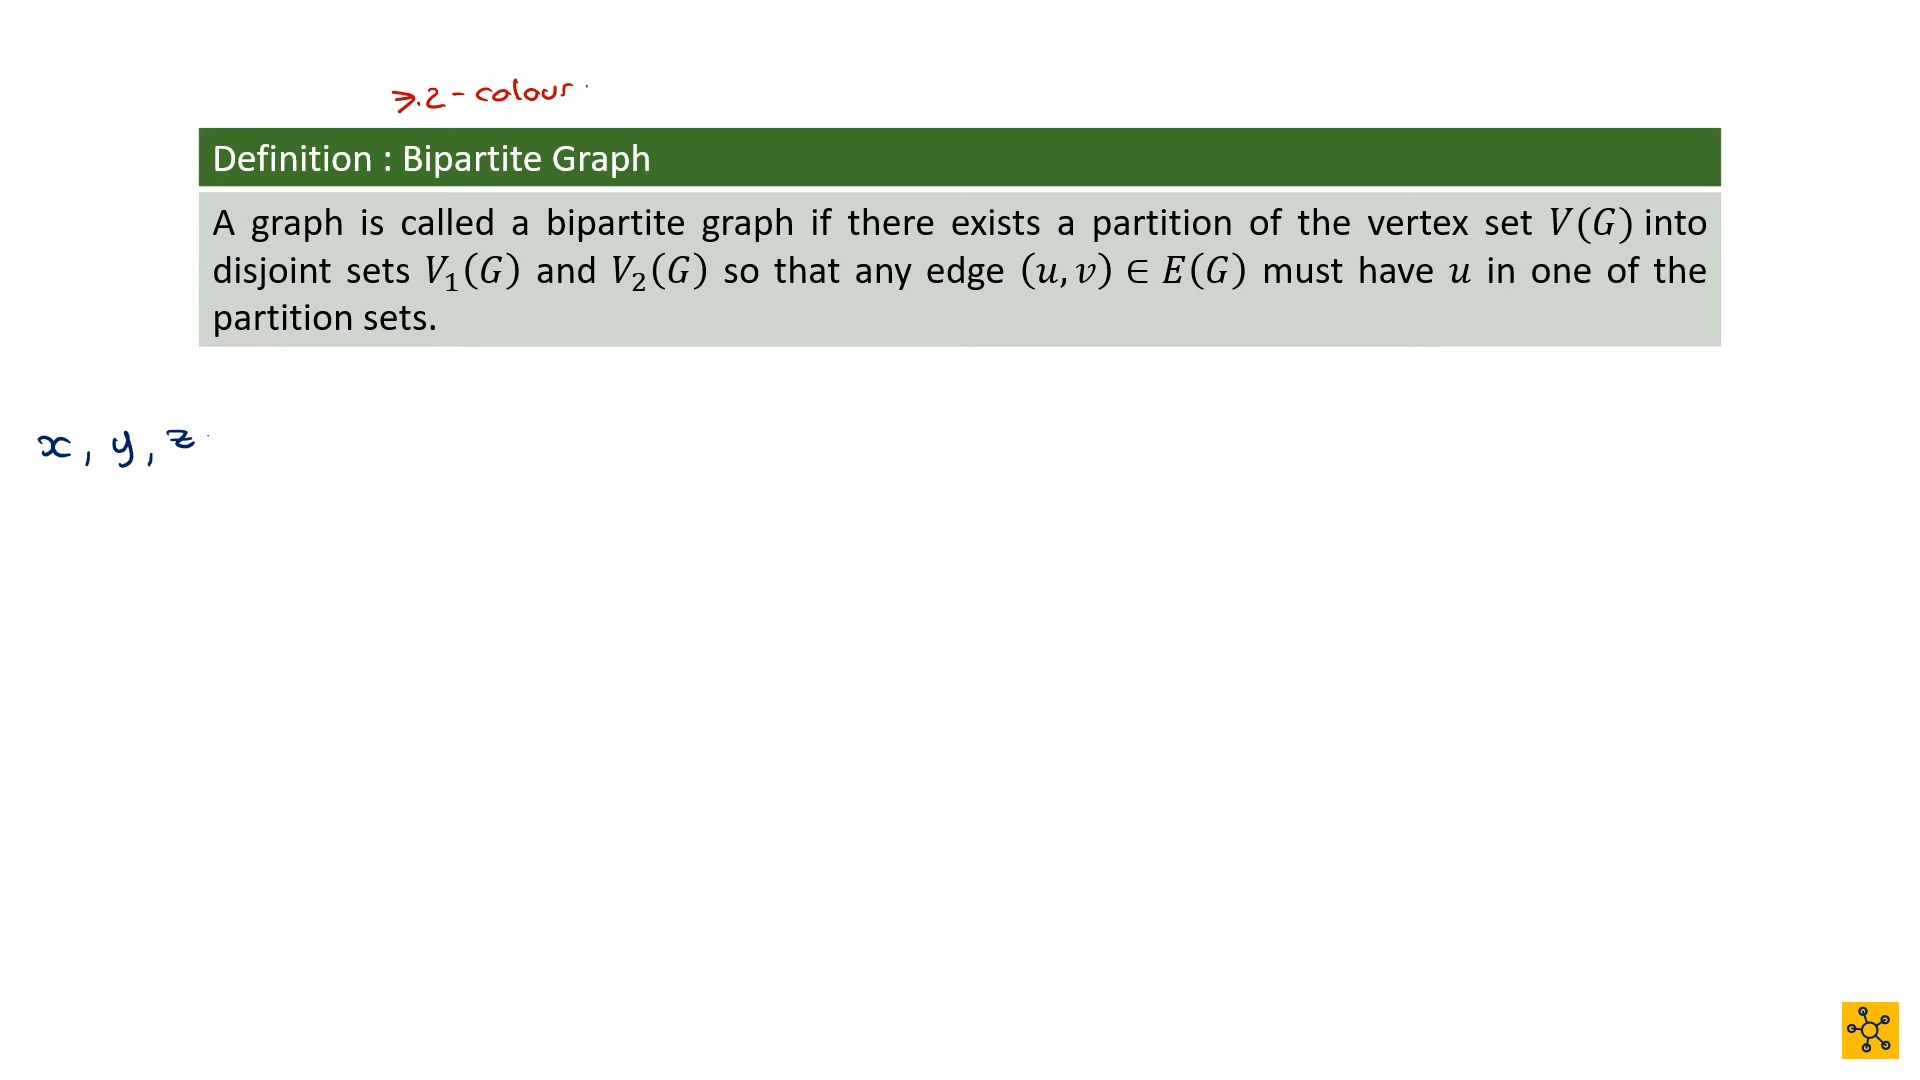 ⇒ 2 - colour
Definition : Bipartite Graph
A graph is called a bipartite graph if there exists a partition of the vertex set V(G) into
disjoint sets V₁(G) and V₂(G) so that any edge (u, v) ∈ E(G) must have u in one of the
partition sets.
x, y, z